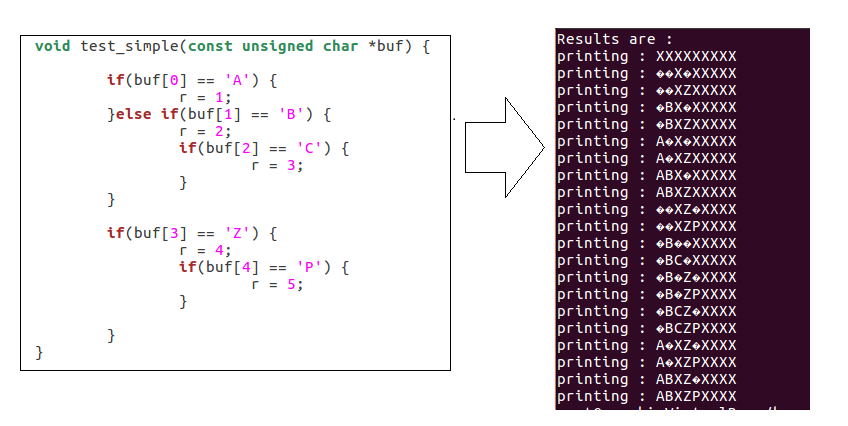 void test_simple(const unsigned char *buf) {
if(buf[0] == 'A') {
r = 1;
}else if(buf[1] == 'B') {
r = 2;
if(buf[2] == 'C') {
r = 3;
}
}
if(buf[3] == 'Z') {
r = 4;
if(buf[4] == 'P') {
r = 5;
}
}
}
Results are :
printing : XXXXXXXXX
printing : ��X�XXXXX
printing : ��XZXXXXX
printing : �BX�XXXXX
printing : �BXZXXXXX
printing : A�X�XXXXX
printing : A�XZXXXXX
printing : ABX�XXXXX
printing : ABXZXXXXX
printing : ��XZ�XXXX
printing : ��XZPXXXX
printing : �B��XXXXX
printing : �BC�XXXXX
printing : �B�Z�XXXX
printing : �B�ZPXXXX
printing : �BCZ�XXXX
printing : �BCZPXXXX
printing : A�XZ�XXXX
printing : A�XZPXXXX
printing : ABXZ�XXXX
printing : ABXZPXXXX